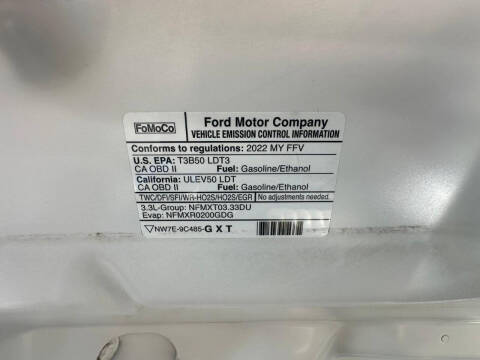 FoMoCo
Ford Motor Company
VEHICLE EMISSION CONTROL INFORMATION
Conforms to regulations: 2022 MY FFV
U.S. EPA: T3B50 LDT3
CA OBD II Fuel: Gasoline/Ethanol
California: ULEV50 LDT
CA OBD II Fuel: Gasoline/Ethanol
TWC/DFI/SFI/WR-HO2S/HO2S/EGR No adjustments needed.
3.3L-Group: NFMXT03.33DU
Evap: NFMXR0200GDG
NW7E-9C485-GXT